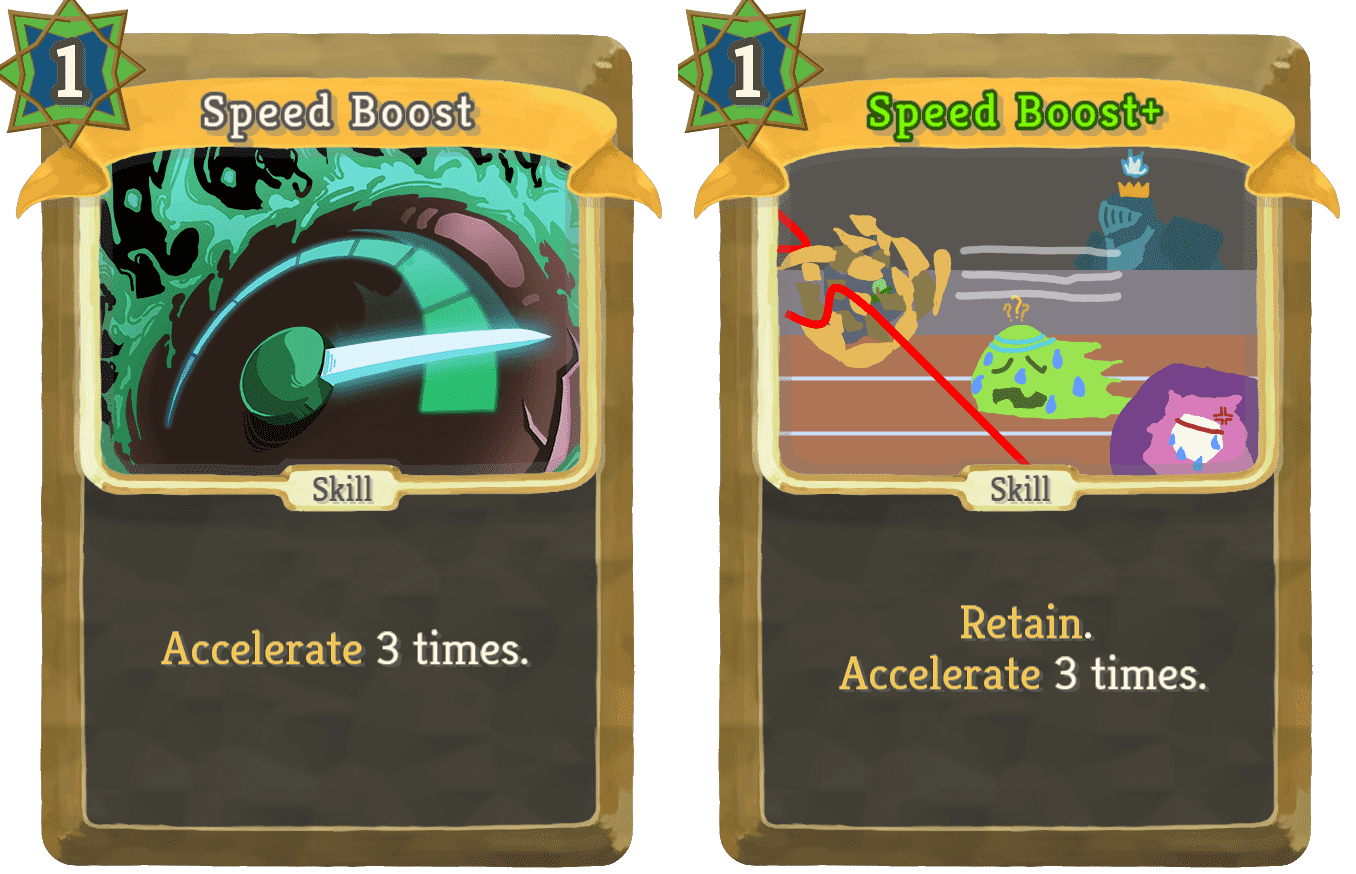 1
Speed Boost
Skill
Accelerate 3 times.
1
Speed Boost+
??
Skill
Retain.
Accelerate 3 times.